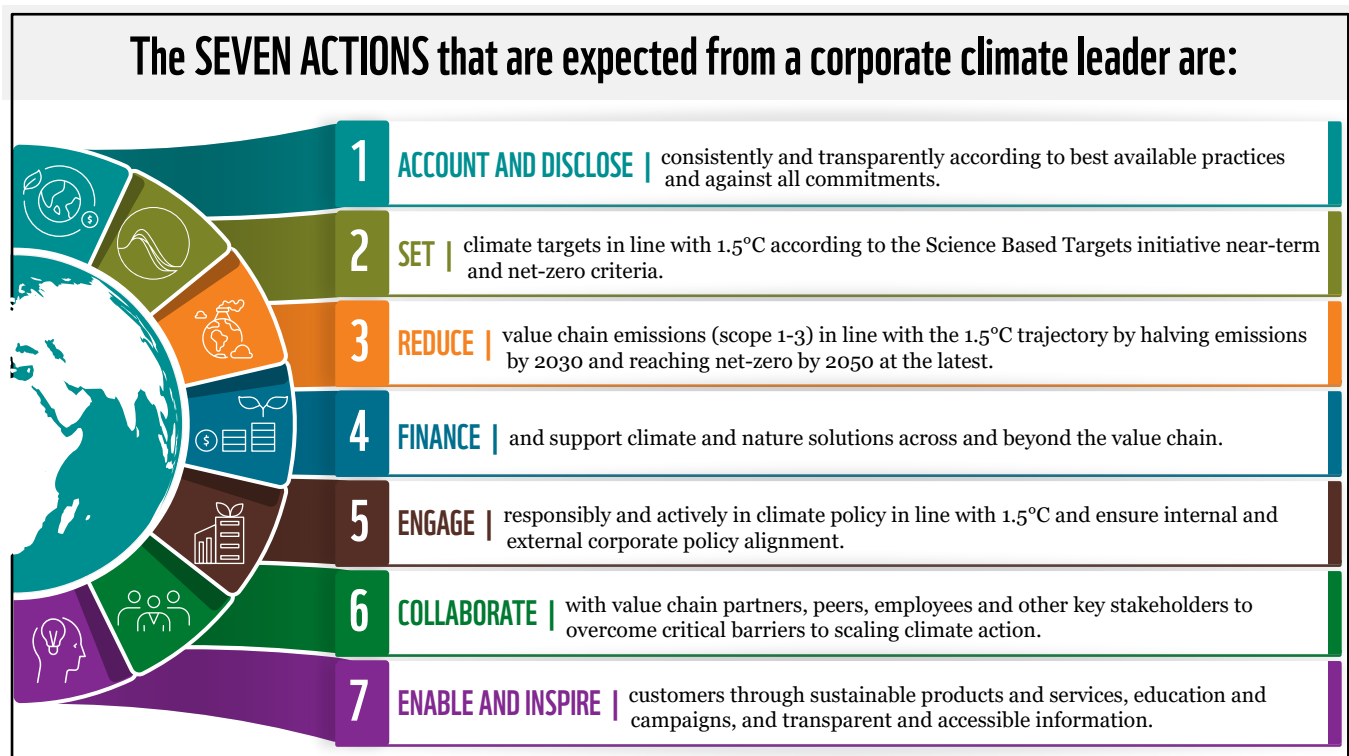 The SEVEN ACTIONS that are expected from a corporate climate leader are:
1 ACCOUNT AND DISCLOSE | consistently and transparently according to best available practices
and against all commitments.
2 SET | climate targets in line with 1.5°C according to the Science Based Targets initiative near-term
and net-zero criteria.
3 REDUCE | value chain emissions (scope 1-3) in line with the 1.5°C trajectory by halving emissions
by 2030 and reaching net-zero by 2050 at the latest.
4 FINANCE | and support climate and nature solutions across and beyond the value chain.
5 ENGAGE | responsibly and actively in climate policy in line with 1.5°C and ensure internal and
external corporate policy alignment.
6 COLLABORATE | with value chain partners, peers, employees and other key stakeholders to
overcome critical barriers to scaling climate action.
7 ENABLE AND INSPIRE | customers through sustainable products and services, education and
campaigns, and transparent and accessible information.
$
$